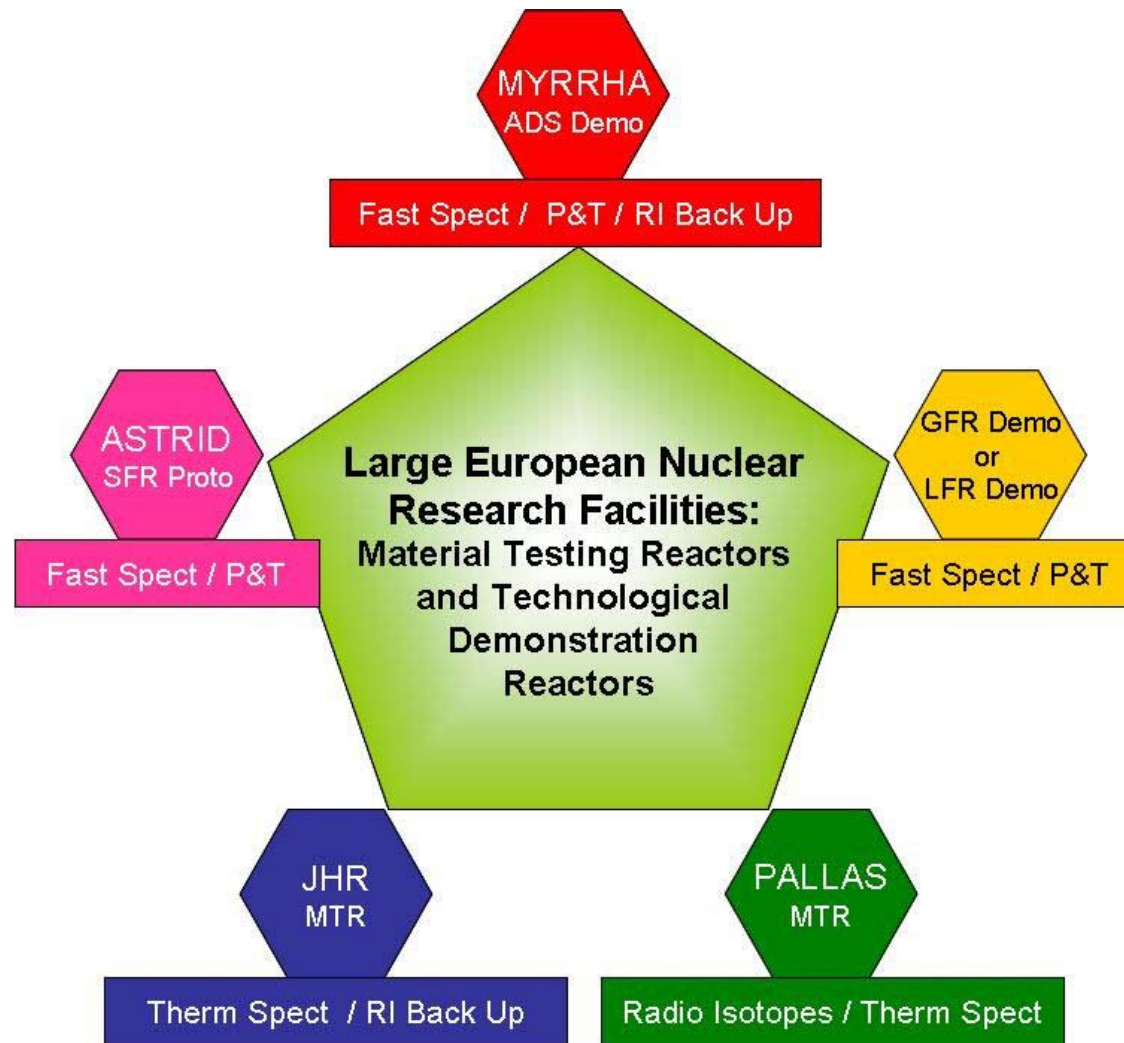 MYRRHA
ADS Demo
Fast Spect / P&T / RI Back Up
ASTRID
SFR Proto
Fast Spect / P&T
GFR Demo
or
LFR Demo
Fast Spect / P&T
Large European Nuclear
Research Facilities:
Material Testing Reactors
and Technological
Demonstration
Reactors
JHR
MTR
Therm Spect / RI Back Up
PALLAS
MTR
Radio Isotopes / Therm Spect